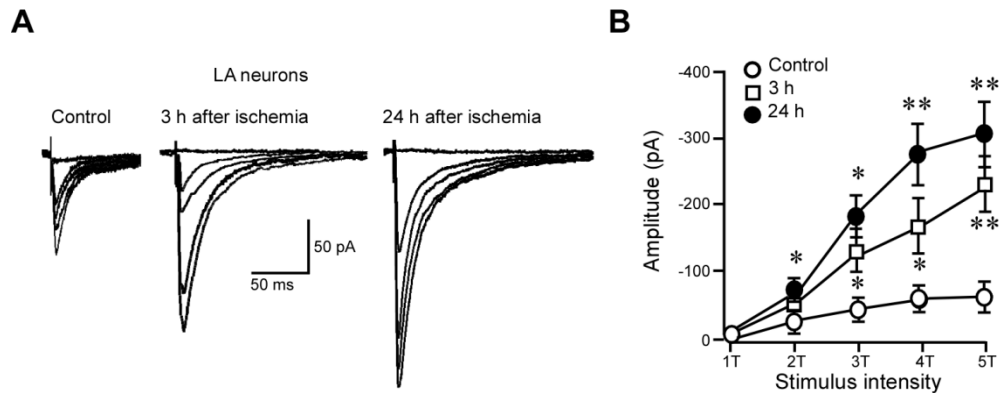 A
LA neurons
Control
3 h after ischemia
24 h after ischemia
50 pA
50 ms
B
Control
3 h
24 h
Amplitude (pA)
-400
-300
-200
-100
0
**
**
*
*
**
*
*
1T 2T 3T 4T 5T
Stimulus intensity